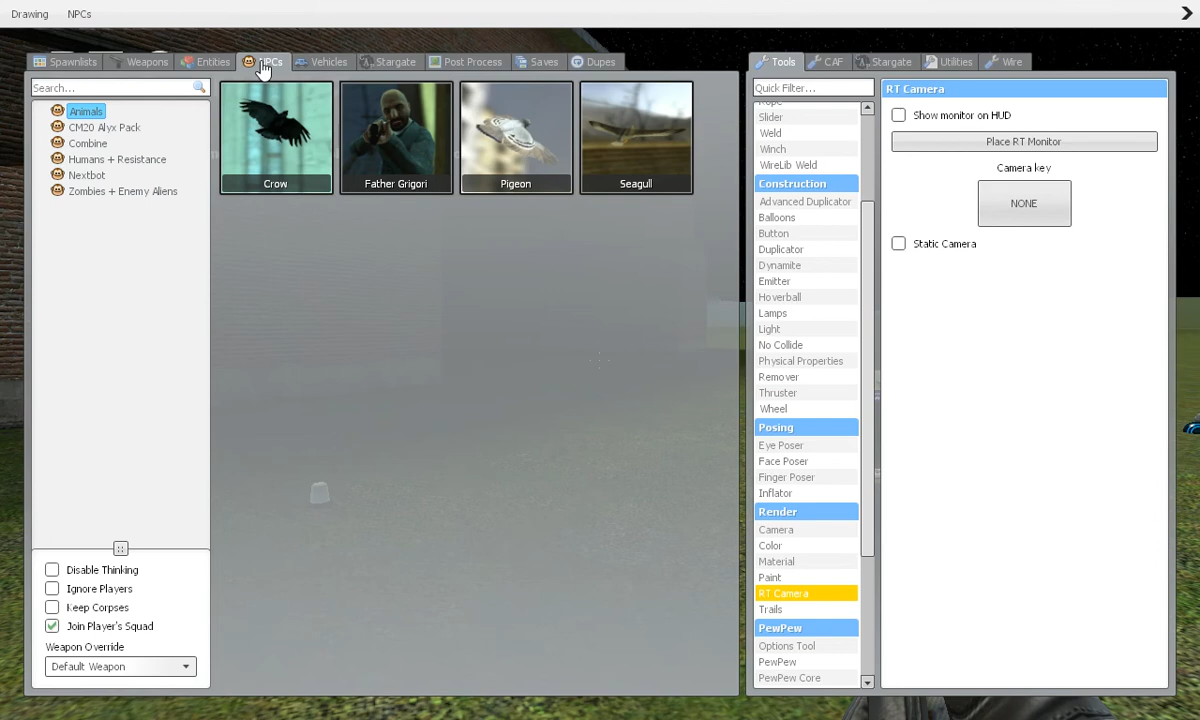 Drawing NPCs
Spawnlists Weapons Entities NPCs Vehicles Stargate Post Process Saves Dupes
Search...
Animals
CM20 Alyx Pack
Combine
Humans + Resistance
Nextbot
Zombies + Enemy Aliens
Crow Father Grigori Pigeon Seagull
Disable Thinking
Ignore Players
Keep Corpses
Join Player's Squad
Weapon Override
Default Weapon
Tools CAF Stargate Utilities Wire
Quick Filter...
Rope
Slider
Weld
Winch
WireLib Weld
Construction
Advanced Duplicator
Balloons
Button
Duplicator
Dynamite
Emitter
Hoverball
Lamps
Light
No Collide
Physical Properties
Remover
Thruster
Wheel
Posing
Eye Poser
Face Poser
Finger Poser
Inflator
Render
Camera
Color
Material
Paint
RT Camera
Trails
PewPew
Options Tool
PewPew
PewPew Core
RT Camera
Show monitor on HUD
Place RT Monitor
Camera key
NONE
Static Camera